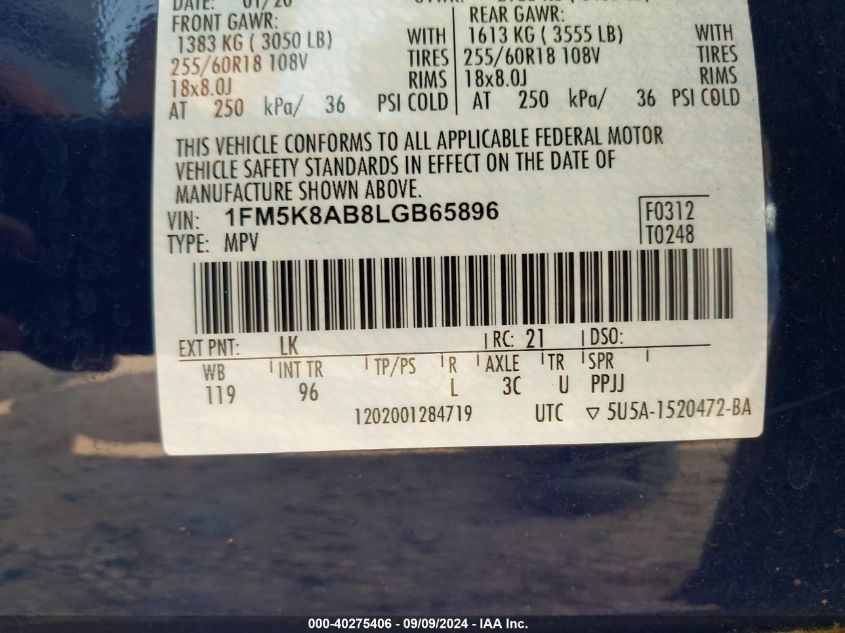 DATE: 01/20
FRONT GAWR: REAR GAWR:
1383 KG ( 3050 LB) WITH 1613 KG ( 3555 LB) WITH
255/60R18 108V TIRES 255/60R18 108V TIRES
18x8.0J RIMS 18x8.0J RIMS
AT 250 kPa/ 36 PSI COLD AT 250 kPa/ 36 PSI COLD
THIS VEHICLE CONFORMS TO ALL APPLICABLE FEDERAL MOTOR
VEHICLE SAFETY STANDARDS IN EFFECT ON THE DATE OF
MANUFACTURE SHOWN ABOVE.
VIN: 1FM5K8AB8LGB65896 F0312
TYPE: MPV T0248
EXT PNT: LK RC: 21 DSO:
WB INT TR TP/PS R AXLE TR SPR
119 96 L 3C U PPJJ
1202001284719 UTC ▽ 5U5A-1520472-BA
000-40275406 - 09/09/2024 - IAA Inc.